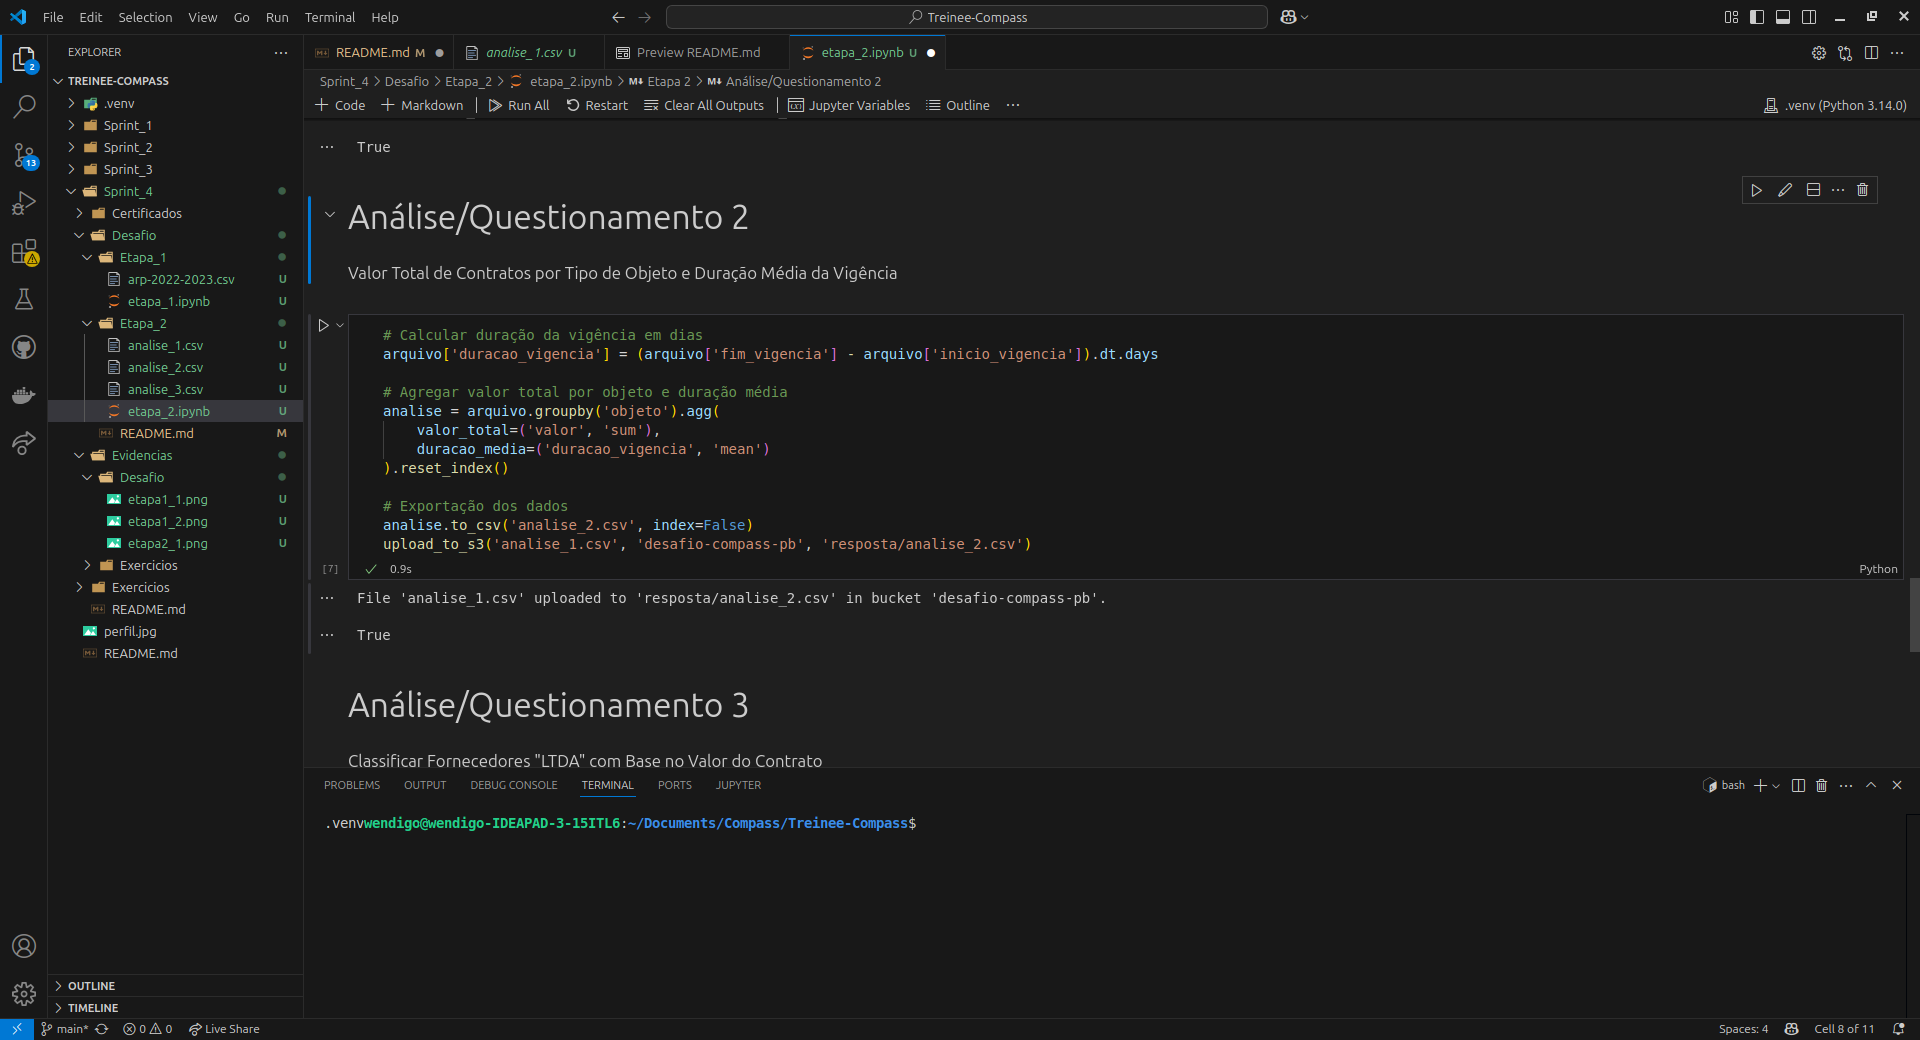 File Edit Selection View Go Run Terminal Help
Treinee-Compass
EXPLORER
TREINEE-COMPASS
.venv
Sprint_1
Sprint_2
Sprint_3
Sprint_4
Certificados
Desafio
Etapa_1
arp-2022-2023.csv U
etapa_1.ipynb U
Etapa_2
analise_1.csv U
analise_2.csv U
analise_3.csv U
etapa_2.ipynb U
README.md M
Evidencias
Desafio
etapa1_1.png U
etapa1_2.png U
etapa2_1.png U
Exercicios
Exercicios
README.md
perfil.jpg
README.md
OUTLINE
TIMELINE
2
13
README.md M analise_1.csv U Preview README.md etapa_2.ipynb U
Sprint_4 > Desafio > Etapa_2 > etapa_2.ipynb > M↓ Etapa 2 > M↓ Análise/Questionamento 2
+ Code + Markdown Run All Restart Clear All Outputs Jupyter Variables Outline ... .venv (Python 3.14.0)
... True
Análise/Questionamento 2
Valor Total de Contratos por Tipo de Objeto e Duração Média da Vigência
# Calcular duração da vigência em dias
arquivo['duracao_vigencia'] = (arquivo['fim_vigencia'] - arquivo['inicio_vigencia']).dt.days
# Agregar valor total por objeto e duração média
analise = arquivo.groupby('objeto').agg(
valor_total=('valor', 'sum'),
duracao_media=('duracao_vigencia', 'mean')
).reset_index()
# Exportação dos dados
analise.to_csv('analise_2.csv', index=False)
upload_to_s3('analise_1.csv', 'desafio-compass-pb', 'resposta/analise_2.csv')
[7] 0.9s Python
... File 'analise_1.csv' uploaded to 'resposta/analise_2.csv' in bucket 'desafio-compass-pb'.
... True
Análise/Questionamento 3
Classificar Fornecedores "LTDA" com Base no Valor do Contrato
PROBLEMS OUTPUT DEBUG CONSOLE TERMINAL PORTS JUPYTER bash
.venvwendigo@wendigo-IDEAPAD-3-15ITL6:~/Documents/Compass/Treinee-Compass$
main* 0 0 Live Share Spaces: 4 Cell 8 of 11